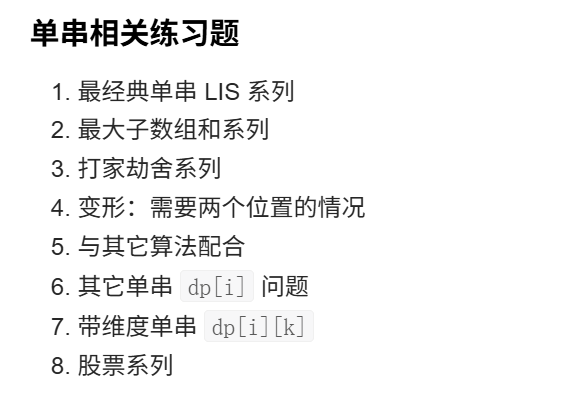 单串相关练习题
1. 最经典单串 LIS 系列
2. 最大子数组和系列
3. 打家劫舍系列
4. 变形：需要两个位置的情况
5. 与其它算法配合
6. 其它单串 dp[i] 问题
7. 带维度单串 dp[i][k]
8. 股票系列